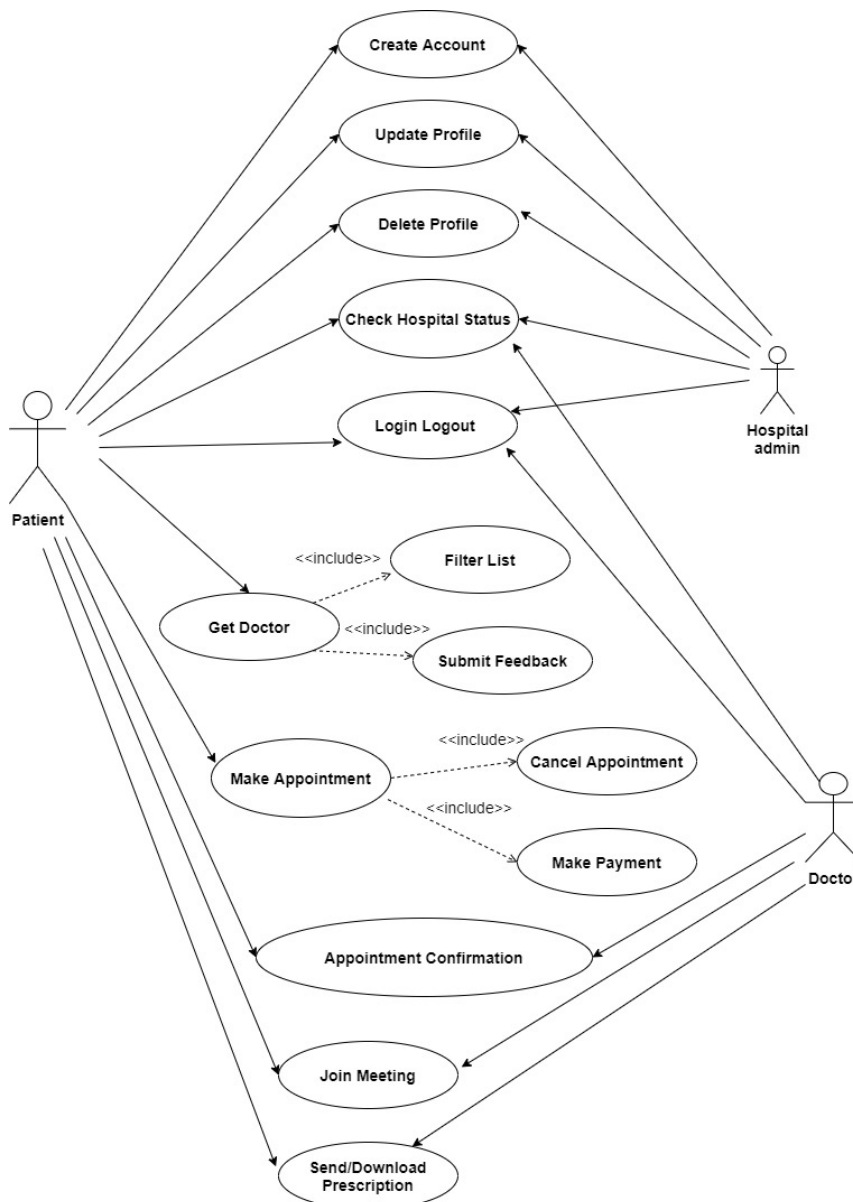 Create Account
Update Profile
Delete Profile
Check Hospital Status
Login Logout
Hospital
admin
Patient
<<include>>
Filter List
Get Doctor
<<include>>
Submit Feedback
<<include>>
Cancel Appointment
Make Appointment
<<include>>
Make Payment
Docto
Appointment Confirmation
Join Meeting
Send/Download
Prescription